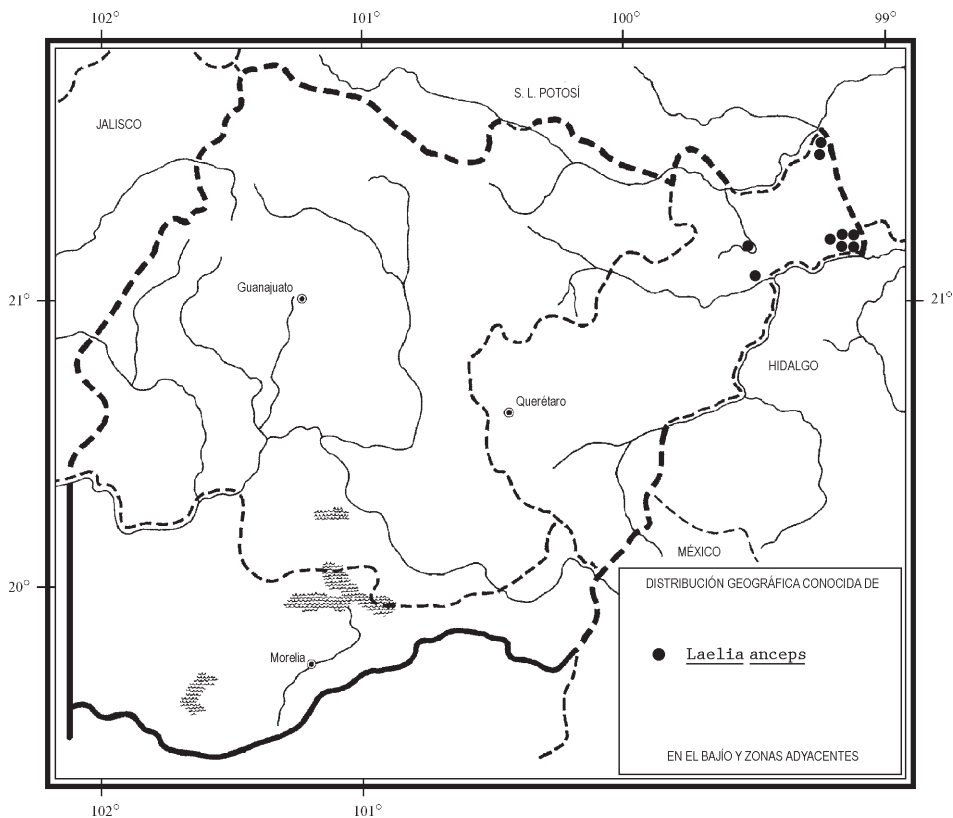 102° 101° 100° 99°
S. L. POTOSÍ
JALISCO
Guanajuato
21° 21°
HIDALGO
Querétaro
MÉXICO
20°
DISTRIBUCIÓN GEOGRÁFICA CONOCIDA DE
Laelia anceps
Morelia
EN EL BAJÍO Y ZONAS ADYACENTES
102° 101°